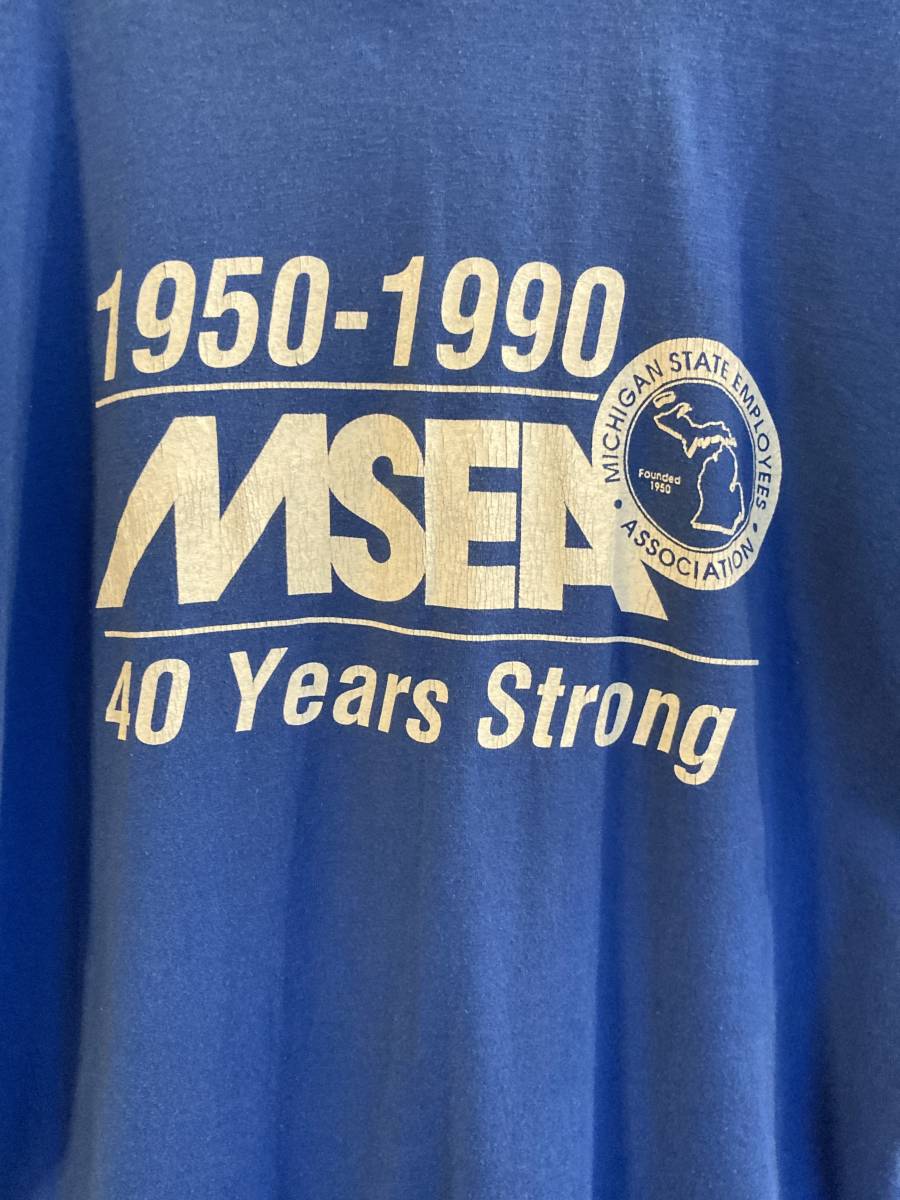 1950-1990
MSEA
MICHIGAN STATE EMPLOYEES
• ASSOCIATION •
Founded
1950
40 Years Strong